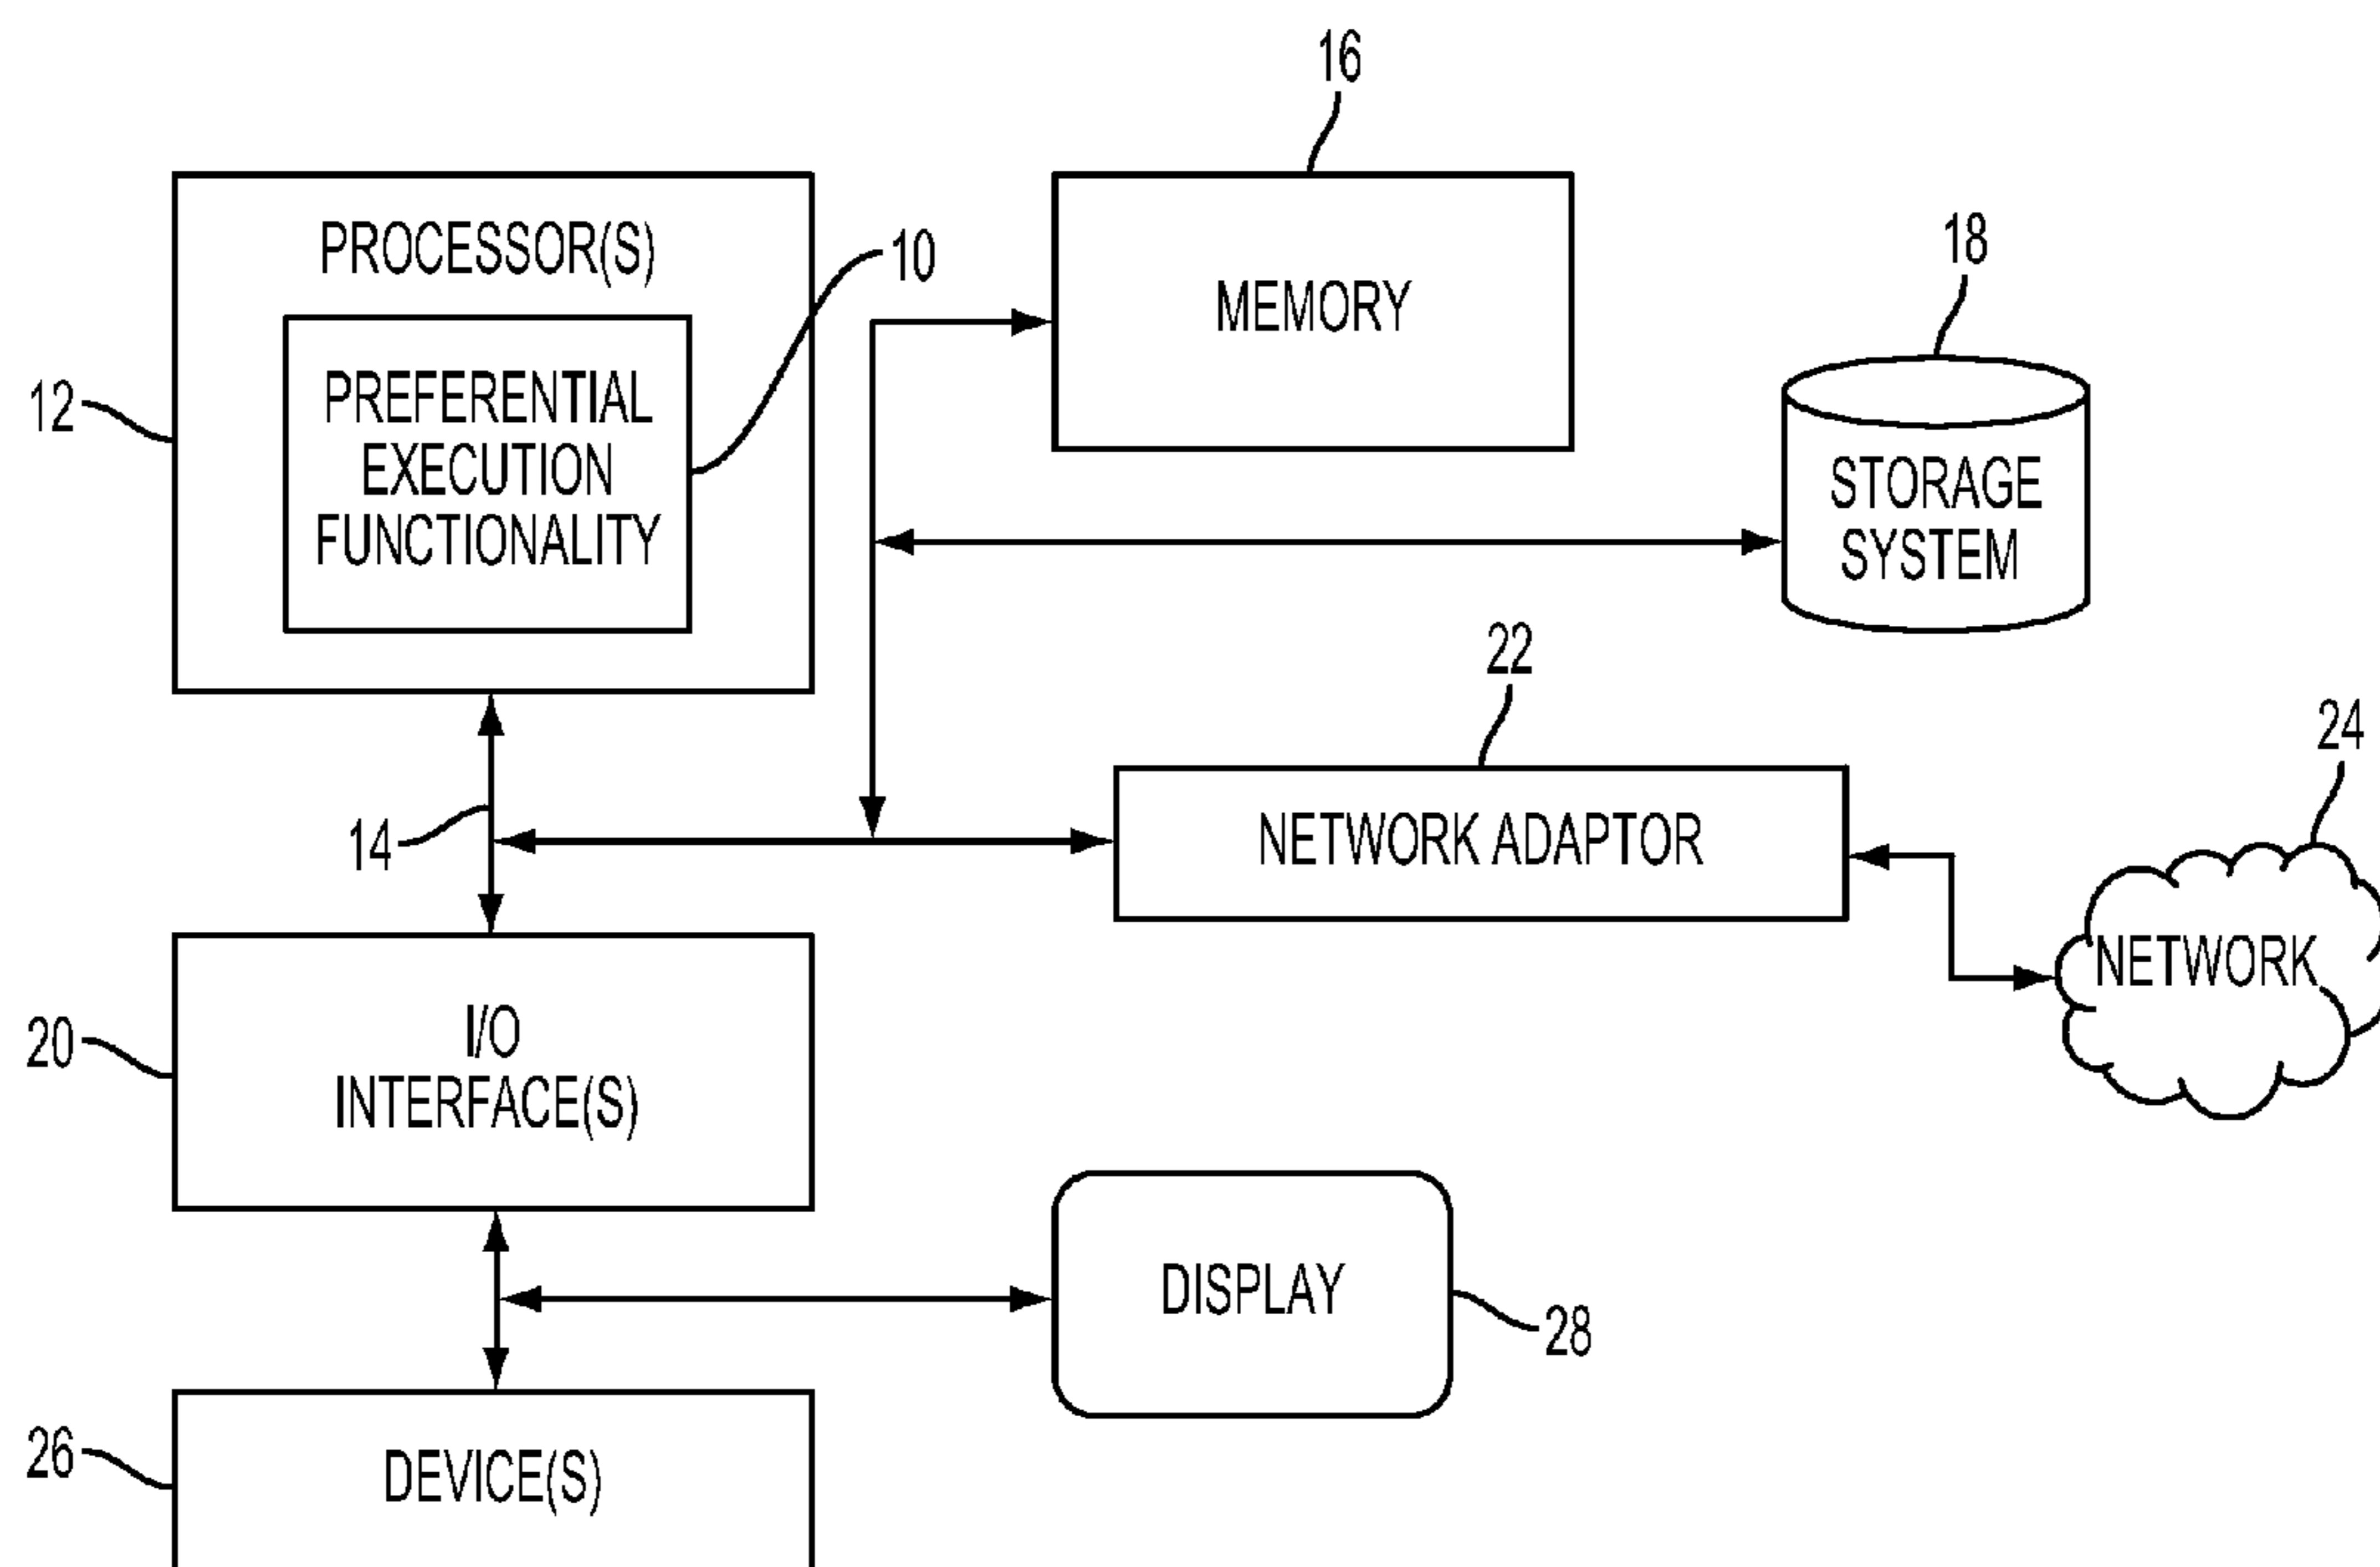 16
PROCESSOR(S)
10
18
MEMORY
12
PREFERENTIAL
EXECUTION
FUNCTIONALITY
STORAGE
SYSTEM
22
24
14
NETWORK ADAPTOR
NETWORK
20
I/O
INTERFACE(S)
DISPLAY
28
26
DEVICE(S)